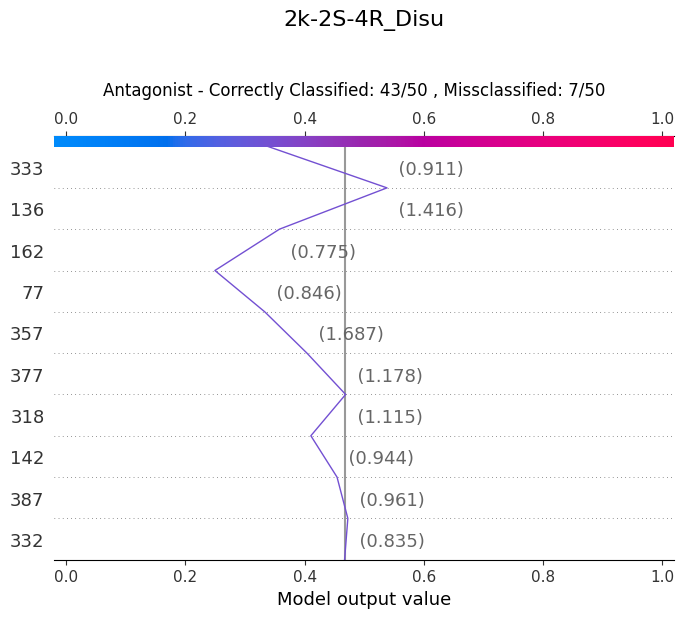 2k-2S-4R_Disu
Antagonist - Correctly Classified: 43/50 , Missclassified: 7/50
0.0 0.2 0.4 0.6 0.8 1.0
333 (0.911)
136 (1.416)
162 (0.775)
77 (0.846)
357 (1.687)
377 (1.178)
318 (1.115)
142 (0.944)
387 (0.961)
332 (0.835)
0.0 0.2 0.4 0.6 0.8 1.0
Model output value